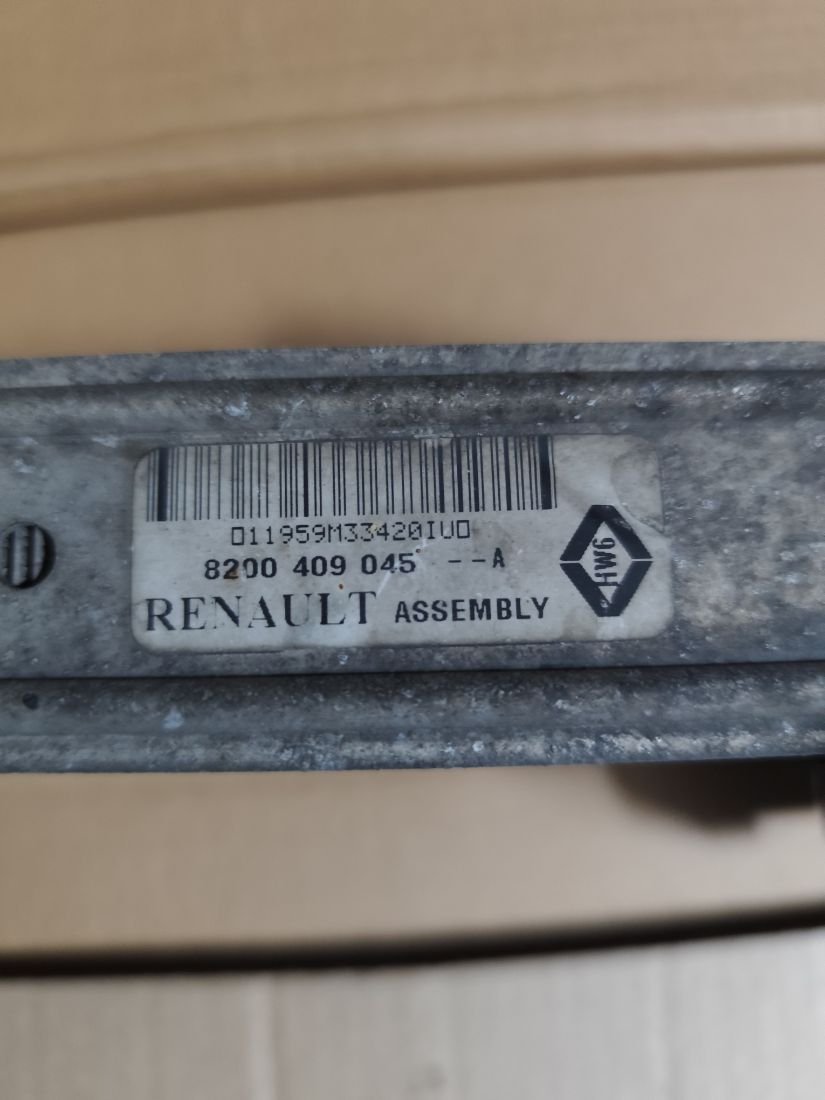 011959M33420IU0
8200 409 045 --A
RENAULT ASSEMBLY
HW6